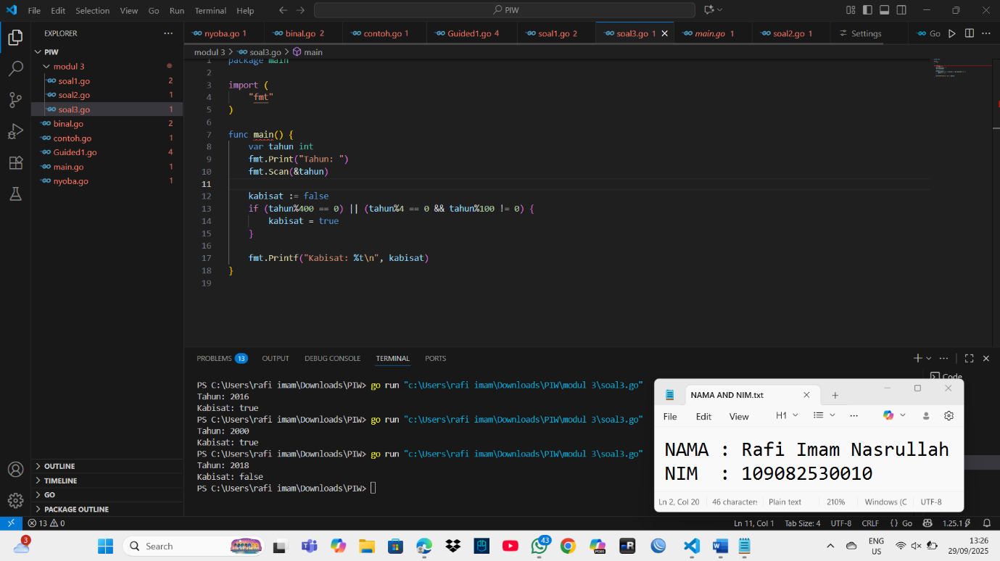 File Edit Selection View Go Run Terminal Help
PIW
EXPLORER
PIW
modul 3
soal1.go 2
soal2.go 1
soal3.go 1
binal.go 2
contoh.go 1
Guided1.go 4
main.go 1
nyoba.go 1
OUTLINE
TIMELINE
GO
PACKAGE OUTLINE
nyoba.go 1 binal.go 2 contoh.go 1 Guided1.go 4 soal1.go 2 soal3.go 1 main.go 1 soal2.go 1 Settings Go
modul 3 > soal3.go > main
1 package main
2
3 import (
4 "fmt"
5 )
6
7 func main() {
8 var tahun int
9 fmt.Print("Tahun: ")
10 fmt.Scan(&tahun)
11
12 kabisat := false
13 if (tahun%400 == 0) || (tahun%4 == 0 && tahun%100 != 0) {
14 kabisat = true
15 }
16
17 fmt.Printf("Kabisat: %t\n", kabisat)
18 }
19
PROBLEMS 13 OUTPUT DEBUG CONSOLE TERMINAL PORTS
Code
PS C:\Users\rafi imam\Downloads\PIW> go run "c:\Users\rafi imam\Downloads\PIW\modul 3\soal3.go"
Tahun: 2016
Kabisat: true
PS C:\Users\rafi imam\Downloads\PIW> go run "c:\Users\rafi imam\Downloads\PIW\modul 3\soal3.go"
Tahun: 2000
Kabisat: true
PS C:\Users\rafi imam\Downloads\PIW> go run "c:\Users\rafi imam\Downloads\PIW\modul 3\soal3.go"
Tahun: 2018
Kabisat: false
PS C:\Users\rafi imam\Downloads\PIW>
NAMA AND NIM.txt
File Edit View H1
NAMA : Rafi Imam Nasrullah
NIM : 109082530010
Ln 2, Col 20 46 characters Plain text 210% Windows (C UTF-8
13 0 Ln 11, Col 1 Tab Size: 4 UTF-8 CRLF {} Go 1.25.1
3 Search 43 ENG 13:26
US 29/09/2025